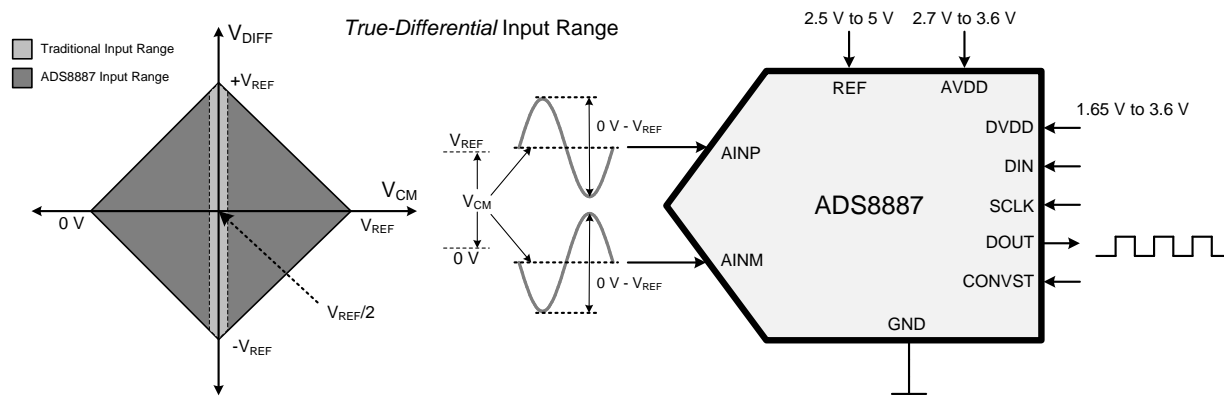 Traditional Input Range
ADS8887 Input Range
V_DIFF
+V_REF
V_CM
0 V
V_REF
V_REF/2
-V_REF
True-Differential Input Range
V_REF
V_CM
0 V
0 V - V_REF
0 V - V_REF
2.5 V to 5 V
2.7 V to 3.6 V
REF
AVDD
1.65 V to 3.6 V
DVDD
AINP
DIN
ADS8887
SCLK
DOUT
AINM
CONVST
GND